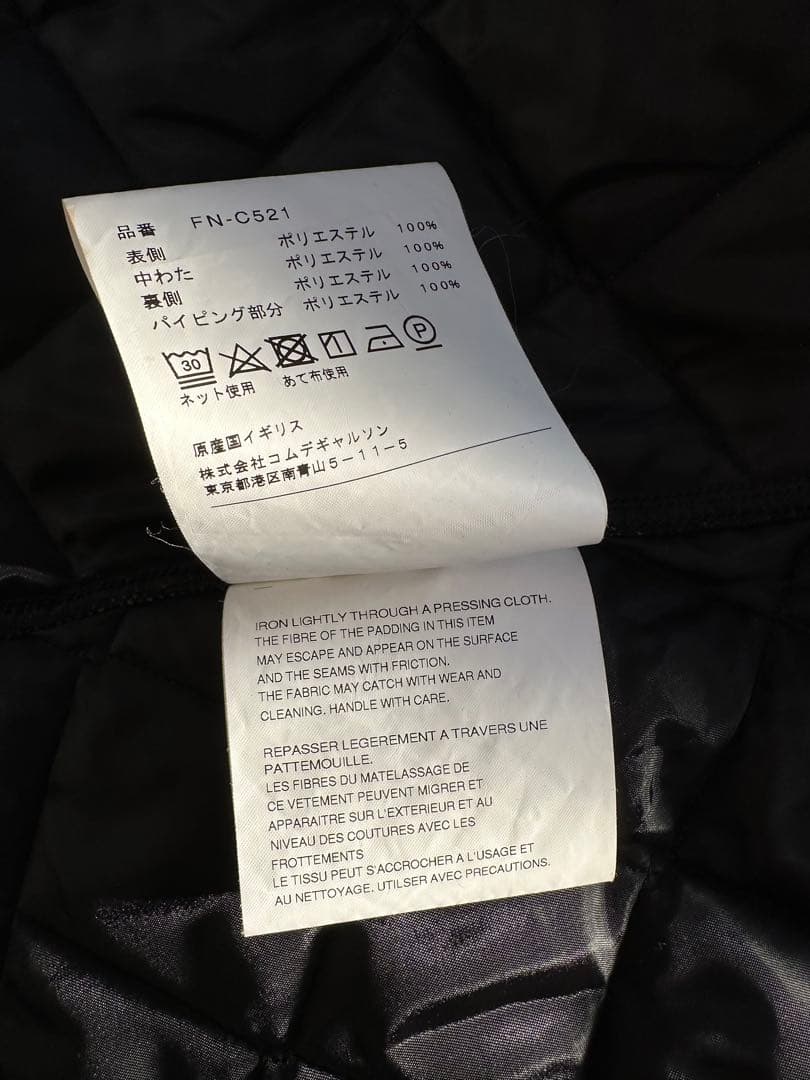 品番 FN-C521
表側 ポリエステル 100%
中わた ポリエステル 100%
裏側 ポリエステル 100%
パイピング部分 ポリエステル 100%
30 P
ネット使用 あて布使用
原産国イギリス
株式会社コムデギャルソン
東京都港区南青山5-11-5
IRON LIGHTLY THROUGH A PRESSING CLOTH.
THE FIBRE OF THE PADDING IN THIS ITEM
MAY ESCAPE AND APPEAR ON THE SURFACE
AND THE SEAMS WITH FRICTION.
THE FABRIC MAY CATCH WITH WEAR AND
CLEANING. HANDLE WITH CARE.
REPASSER LEGEREMENT A TRAVERS UNE
PATTEMOUILLE.
LES FIBRES DU MATELASSAGE DE
CE VETEMENT PEUVENT MIGRER ET
APPARAITRE SUR L'EXTERIEUR ET AU
NIVEAU DES COUTURES AVEC LES
FROTTEMENTS
LE TISSU PEUT S'ACCROCHER A L'USAGE ET
AU NETTOYAGE. UTILSER AVEC PRECAUTIONS.